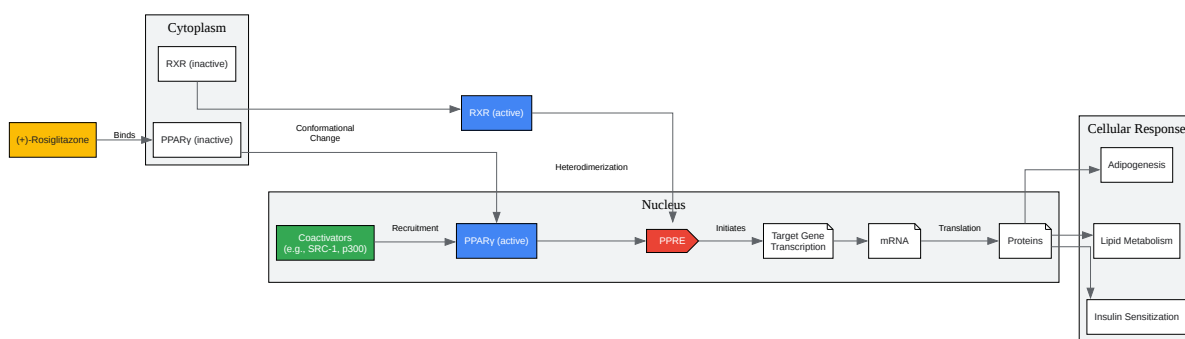 Cytoplasm
RXR (inactive)
RXR (active)
(+)-Rosiglitazone
Binds
PPARγ (inactive)
Conformational
Change
Heterodimerization
Nucleus
Coactivators
(e.g., SRC-1, p300)
Recruitment
PPARγ (active)
PPRE
Initiates
Target Gene
Transcription
mRNA
Translation
Proteins
Cellular Response
Adipogenesis
Lipid Metabolism
Insulin Sensitization